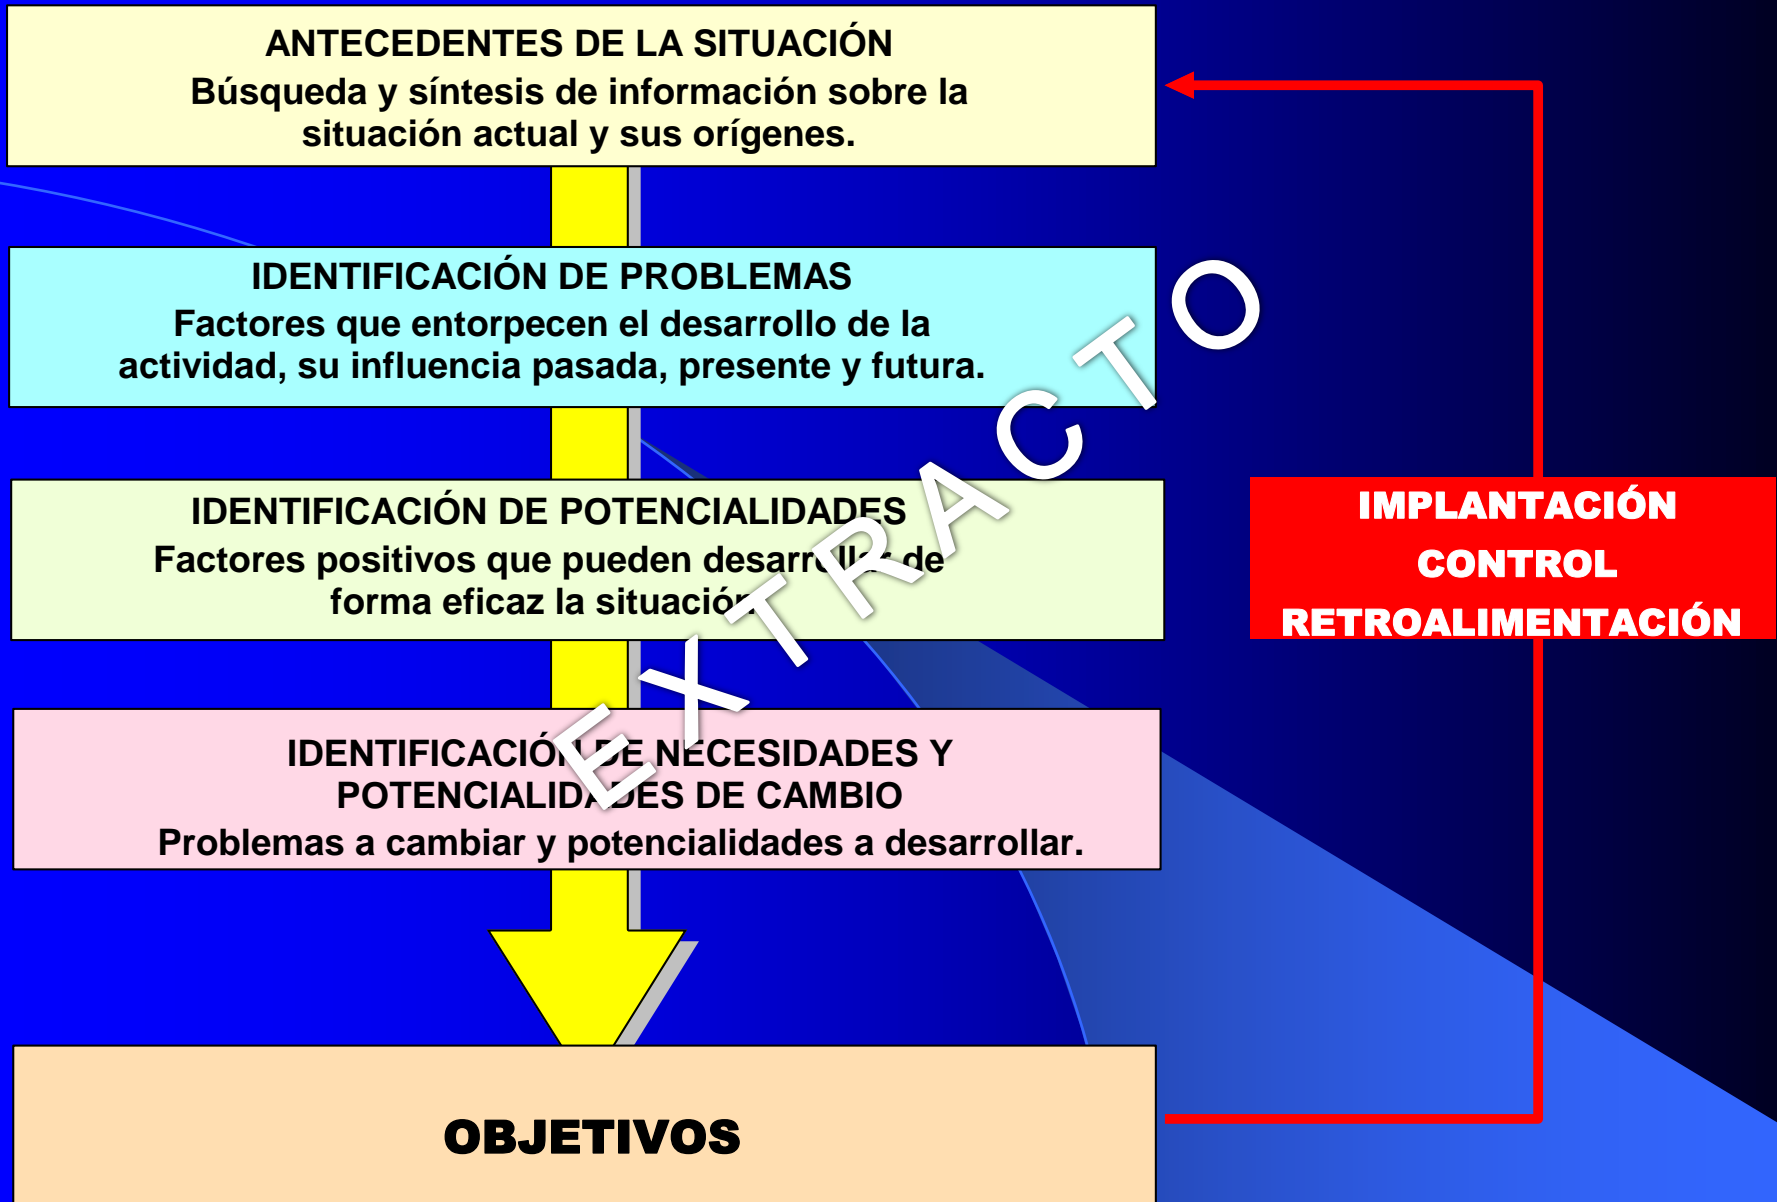 ANTECEDENTES DE LA SITUACIÓN
Búsqueda y síntesis de información sobre la
situación actual y sus orígenes.
IDENTIFICACIÓN DE PROBLEMAS
Factores que entorpecen el desarrollo de la
actividad, su influencia pasada, presente y futura.
IDENTIFICACIÓN DE POTENCIALIDADES
Factores positivos que pueden desarrollar de
forma eficaz la situación
IDENTIFICACIÓN DE NECESIDADES Y
POTENCIALIDADES DE CAMBIO
Problemas a cambiar y potencialidades a desarrollar.
OBJETIVOS
IMPLANTACIÓN
CONTROL
RETROALIMENTACIÓN
EXTRACTO